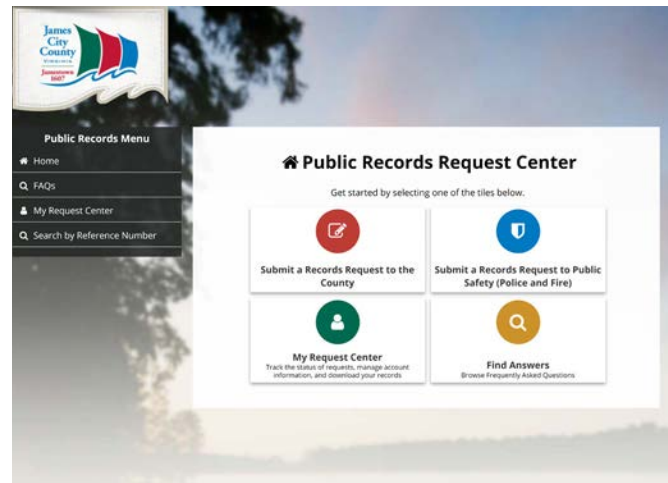 James
City
County
VIRGINIA
Jamestown
1607
Public Records Menu
Home
FAQs
My Request Center
Search by Reference Number
Public Records Request Center
Get started by selecting one of the tiles below.
Submit a Records Request to the
County
Submit a Records Request to Public
Safety (Police and Fire)
My Request Center
Track the status of requests, manage account
information, and download your records
Find Answers
Browse Frequently Asked Questions